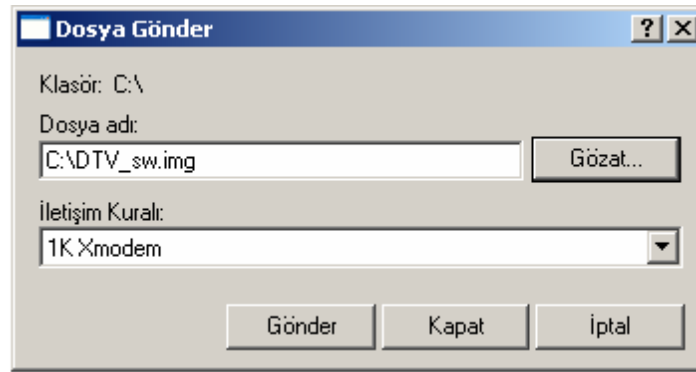 Dosya Gönder
Klasör: C:\
Dosya adı:
C:\DTV_sw.img
Gözat...
İletişim Kuralı:
1K Xmodem
Gönder Kapat İptal